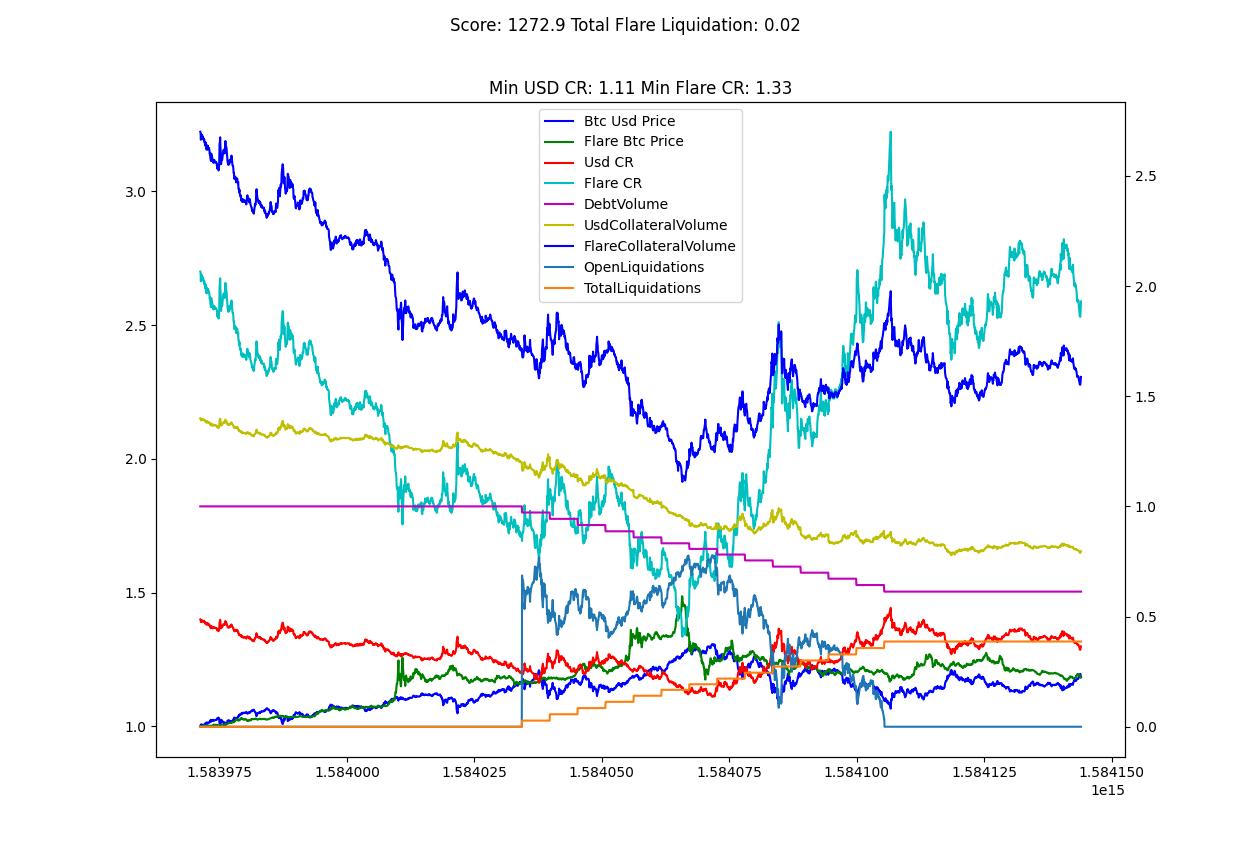 Score: 1272.9 Total Flare Liquidation: 0.02
Min USD CR: 1.11 Min Flare CR: 1.33
Btc Usd Price
Flare Btc Price
Usd CR
Flare CR
DebtVolume
UsdCollateralVolume
FlareCollateralVolume
OpenLiquidations
TotalLiquidations
3.0
2.5
2.0
1.5
1.0
2.5
2.0
1.5
1.0
0.5
0.0
1.583975 1.584000 1.584025 1.584050 1.584075 1.584100 1.584125 1.584150
1e15